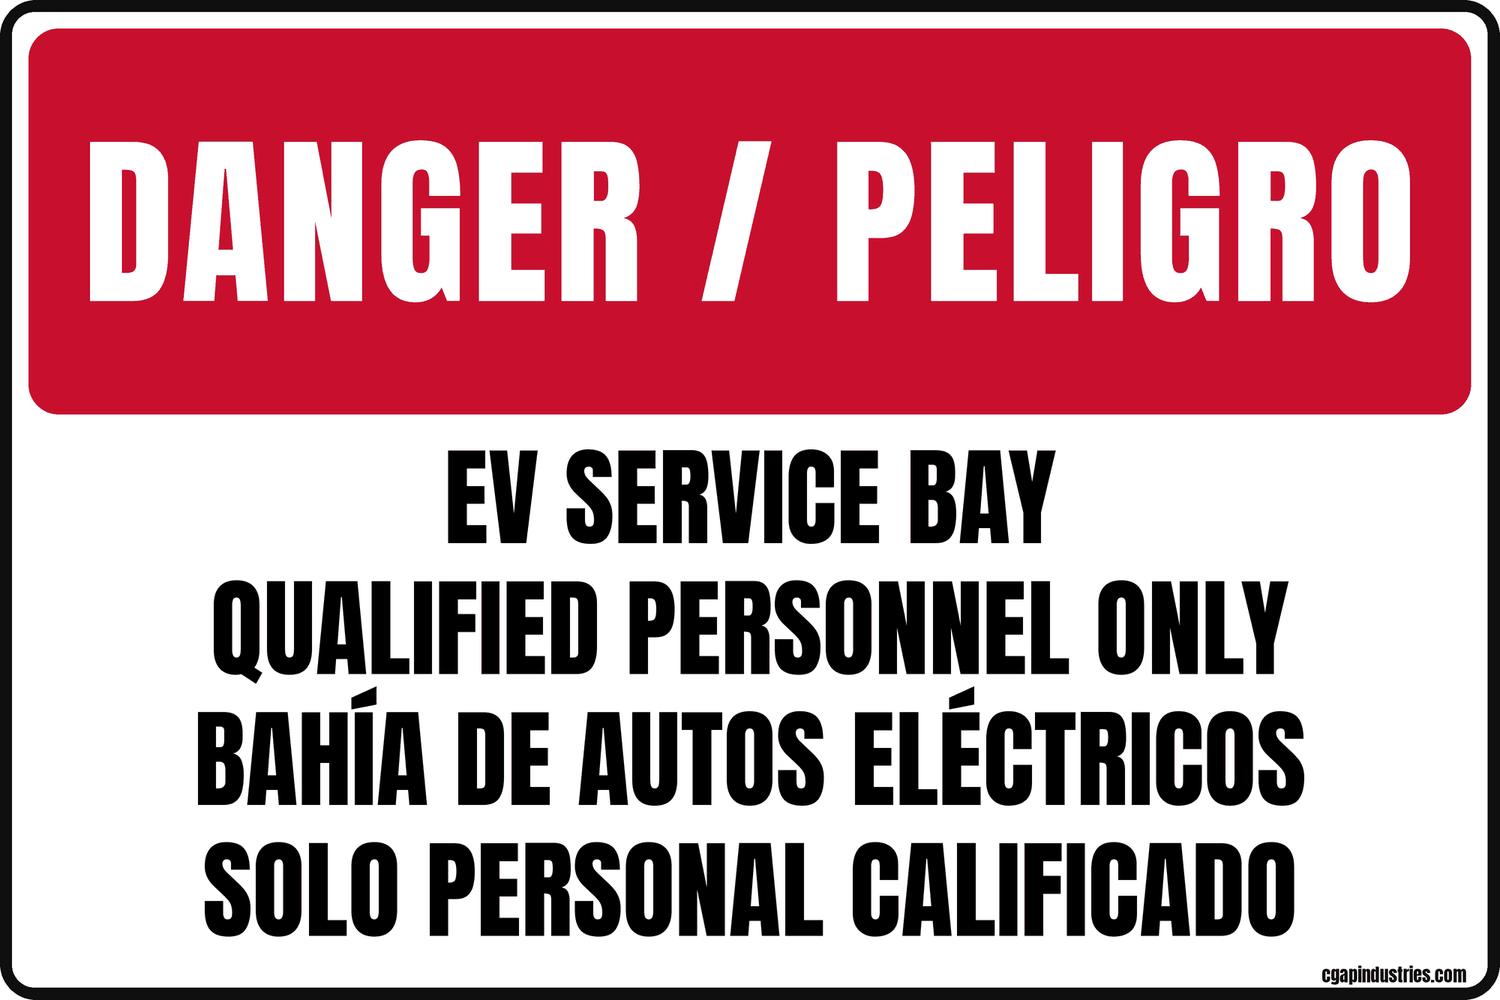 DANGER / PELIGRO
EV SERVICE BAY
QUALIFIED PERSONNEL ONLY
BAHÍA DE AUTOS ELÉCTRICOS
SOLO PERSONAL CALIFICADO
cgapindustries.com